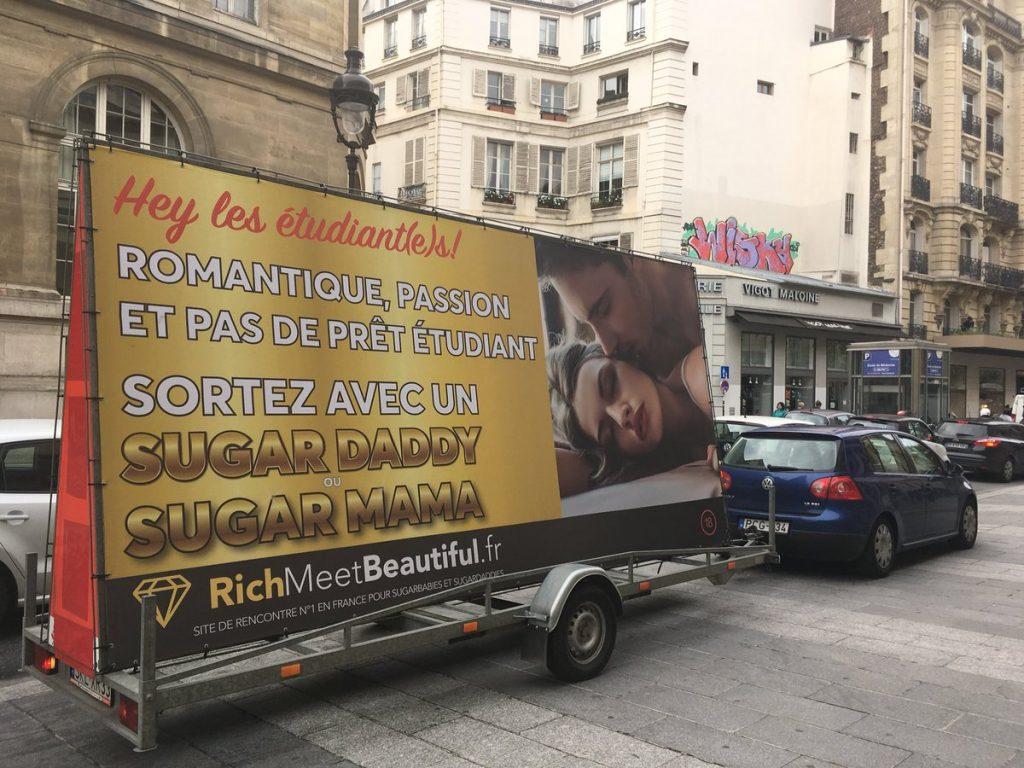 Hey les étudiant(e)s!
ROMANTIQUE, PASSION
ET PAS DE PRÊT ÉTUDIANT
SORTEZ AVEC UN
SUGAR DADDY
OU
SUGAR MAMA
RichMeetBeautiful.fr
SITE DE RENCONTRE N°1 EN FRANCE POUR SUGARBABIES ET SUGARDADDIES
18
WiSKY
VIGOT MALOINE
P
P